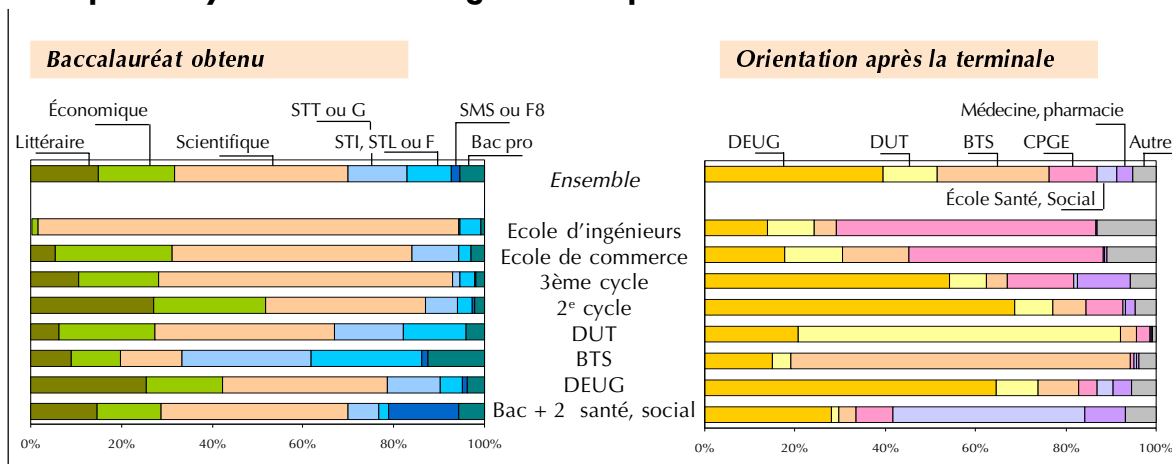 Baccalauréat obtenu
Orientation après la terminale
Économique
STT ou G
SMS ou F8
Médecine, pharmacie
Littéraire
Scientifique
STI, STL ou F
Bac pro
DEUG
DUT
BTS
CPGE
Autre
Ensemble
École Santé, Social
Ecole d'ingénieurs
Ecole de commerce
3ème cycle
2e cycle
DUT
BTS
DEUG
Bac + 2 santé, social
0%
20%
40%
60%
80%
100%
0%
20%
40%
60%
80%
100%